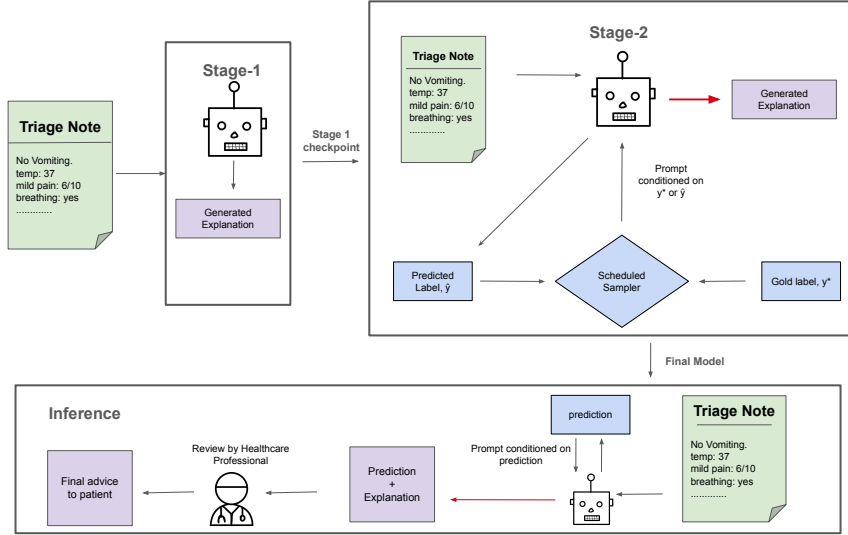 Stage-1
Triage Note
No Vomiting.
temp: 37
mild pain: 6/10
breathing: yes
.............
Generated
Explanation
Stage 1
checkpoint
Stage-2
Triage Note
No Vomiting.
temp: 37
mild pain: 6/10
breathing: yes
.............
Generated
Explanation
Prompt
conditioned on
y* or ŷ
Predicted
Label, ŷ
Scheduled
Sampler
Gold label, y*
Final Model
Inference
Final advice
to patient
Review by Healthcare
Professional
Prediction
+
Explanation
Prompt conditioned on
prediction
prediction
Triage Note
No Vomiting.
temp: 37
mild pain: 6/10
breathing: yes
.............